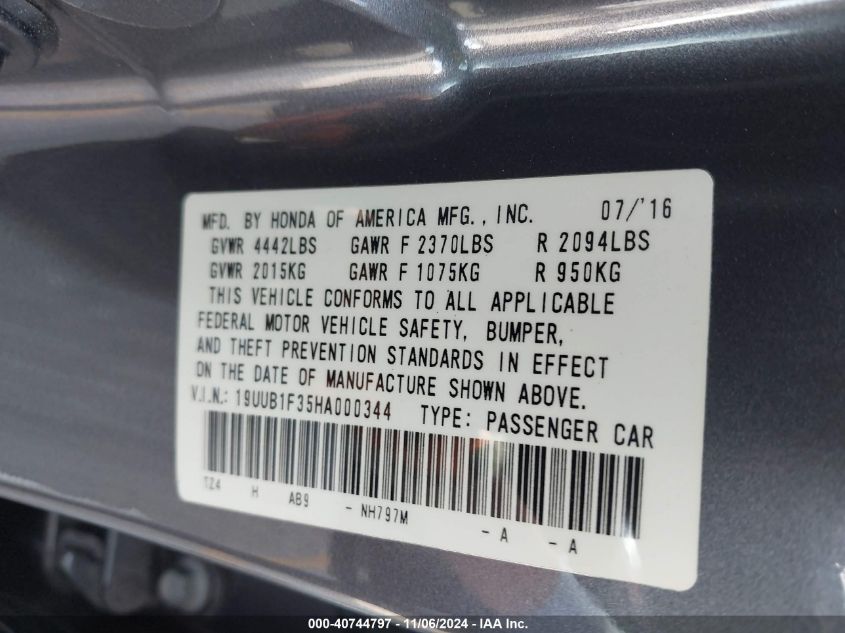 MFD. BY HONDA OF AMERICA MFG., INC. 07/'16
GVWR 4442LBS GAWR F 2370LBS R 2094LBS
GVWR 2015KG GAWR F 1075KG R 950KG
THIS VEHICLE CONFORMS TO ALL APPLICABLE
FEDERAL MOTOR VEHICLE SAFETY, BUMPER,
AND THEFT PREVENTION STANDARDS IN EFFECT
ON THE DATE OF MANUFACTURE SHOWN ABOVE.
V.I.N.: 19UUB1F35HA000344 TYPE: PASSENGER CAR
TZ4 H AB9 - NH797M - A - A
000-40744797 - 11/06/2024 - IAA Inc.